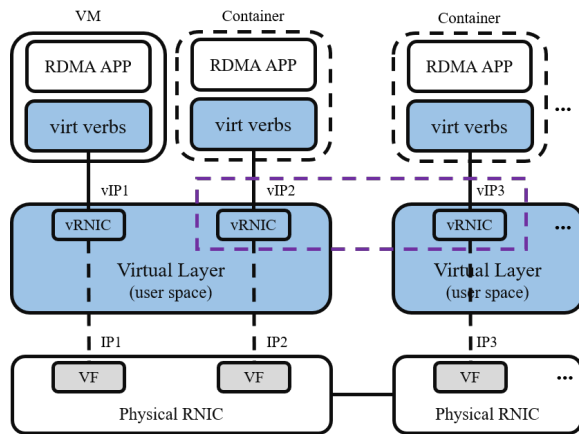 VM
Container
Container
RDMA APP
RDMA APP
RDMA APP
virt verbs
virt verbs
virt verbs
...
vIP1
vIP2
vIP3
vRNIC
vRNIC
vRNIC
...
Virtual Layer
(user space)
Virtual Layer
(user space)
IP1
IP2
IP3
VF
VF
VF
...
Physical RNIC
Physical RNIC